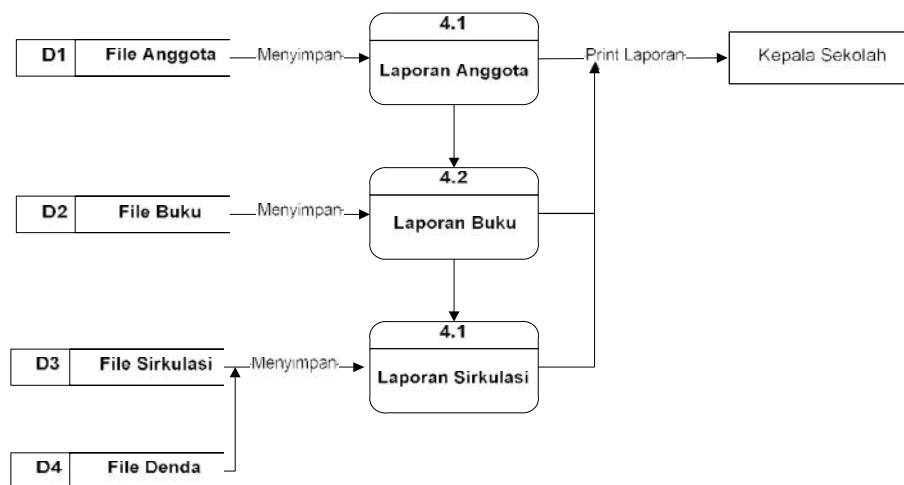 4.1
D1 File Anggota Menyimpan Laporan Anggota Print Laporan Kepala Sekolah
4.2
D2 File Buku Menyimpan Laporan Buku
4.1
D3 File Sirkulasi Menyimpan Laporan Sirkulasi
D4 File Denda